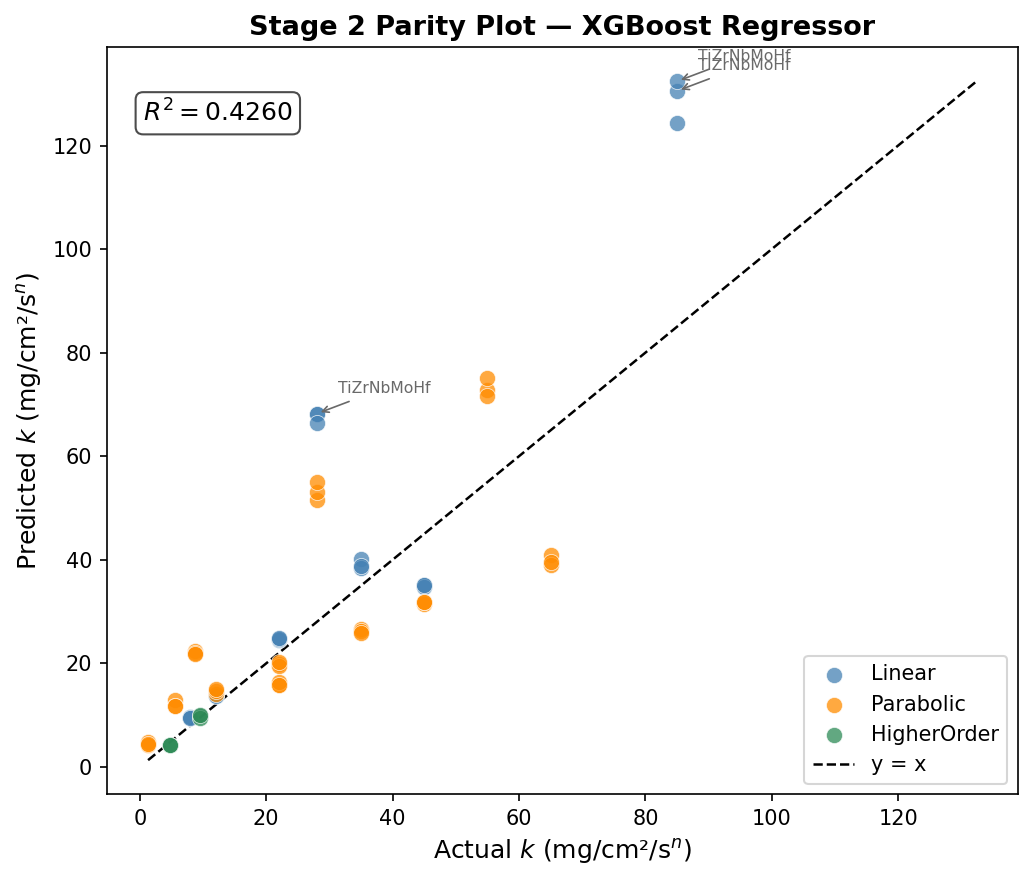 Stage 2 Parity Plot — XGBoost Regressor
TiZrNbMoHf
TiZrNbMoHf
R² = 0.4260
TiZrNbMoHf
120
100
80
60
40
20
0
Predicted k (mg/cm²/sⁿ)
0 20 40 60 80 100 120
Actual k (mg/cm²/sⁿ)
Linear
Parabolic
HigherOrder
y = x